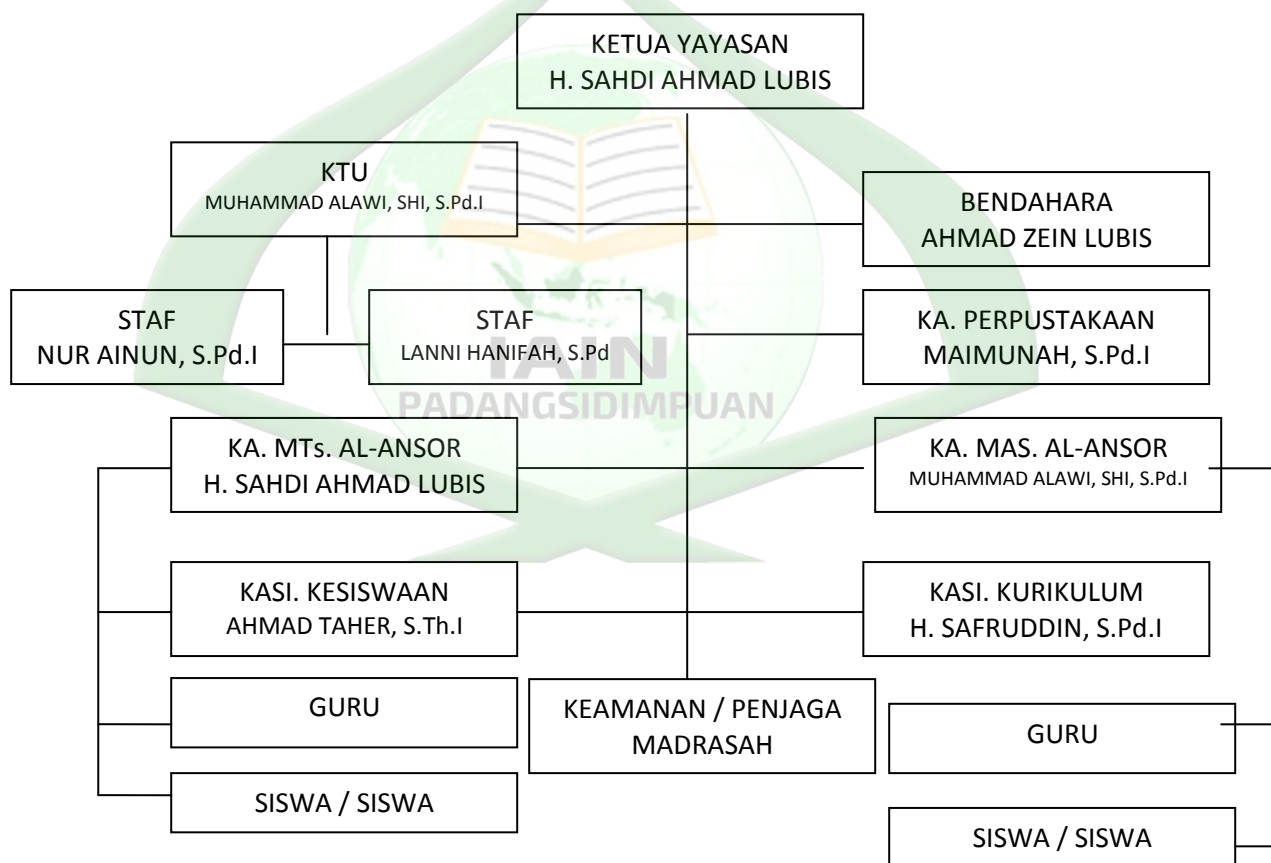 KETUA YAYASAN
H. SAHDI AHMAD LUBIS
KTU
MUHAMMAD ALAWI, SHI, S.Pd.I
BENDAHARA
AHMAD ZEIN LUBIS
STAF
NUR AINUN, S.Pd.I
STAF
LANNI HANIFAH, S.Pd
KA. PERPUSTAKAAN
MAIMUNAH, S.Pd.I
IAIN
PADANGSIDIMPUAN
KA. MTs. AL-ANSOR
H. SAHDI AHMAD LUBIS
KA. MAS. AL-ANSOR
MUHAMMAD ALAWI, SHI, S.Pd.I
KASI. KESISWAAN
AHMAD TAHER, S.Th.I
KASI. KURIKULUM
H. SAFRUDDIN, S.Pd.I
GURU
KEAMANAN / PENJAGA
MADRASAH
GURU
SISWA / SISWA
SISWA / SISWA